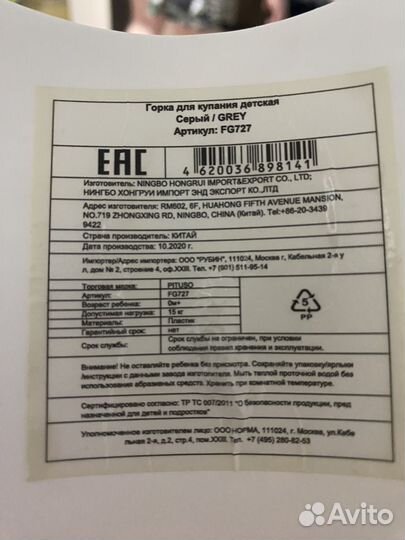 Горка для купания детская
Серый / GREY
Артикул: FG727
EAC
4 620036 898141
Изготовитель: NINGBO HONGRUI IMPORT&EXPORT CO., LTD;
НИНГБО ХОНГРУИ ИМПОРТ ЭНД ЭКСПОРТ КО.,ЛТД
Адрес изготовителя: RM602, 6F, HUAHONG FIFTH AVENUE MANSION,
NO.719 ZHONGXING RD, NINGBO, CHINA (Китай). Tel:+86-20-3439
9422
Страна производства: КИТАЙ
Дата изготовления: 10.2020 г.
Импортер/Адрес импортера: ООО "РУБИН", 111024, Москва г, Кабельная 2-я у
л, дом № 2, строение 4, оф.XXIII. Тел. +7 (901) 511-95-14
Торговая марка: PITUSO
Артикул: FG727
Возраст ребенка: 0м+
Допустимая нагрузка: 15 кг
Материалы: Пластик
Гарантийный срок: нет
Срок службы: Срок службы не ограничен, при условии
соблюдения правил хранения и эксплуатации.
5
PP
Внимание! Не оставляйте ребенка без присмотра. Сохраните упаковку/ярлыки
/инструкции с данными завода изготовителя. Мыть теплой проточной водой без
использования абразивных средств. Хранить при комнатной температуре.
Сертифицировано согласно: ТР ТС 007/2011 "О безопасности продукции, пред
назначенной для детей и подростков"
Уполномоченное изготовителем лицо: ООО НОРМА, 111024, г. Москва, ул.Кабе
льная 2-я, д.2, стр.4, пом.XXIII. Тел. +7 (495) 280-82-53
Avito